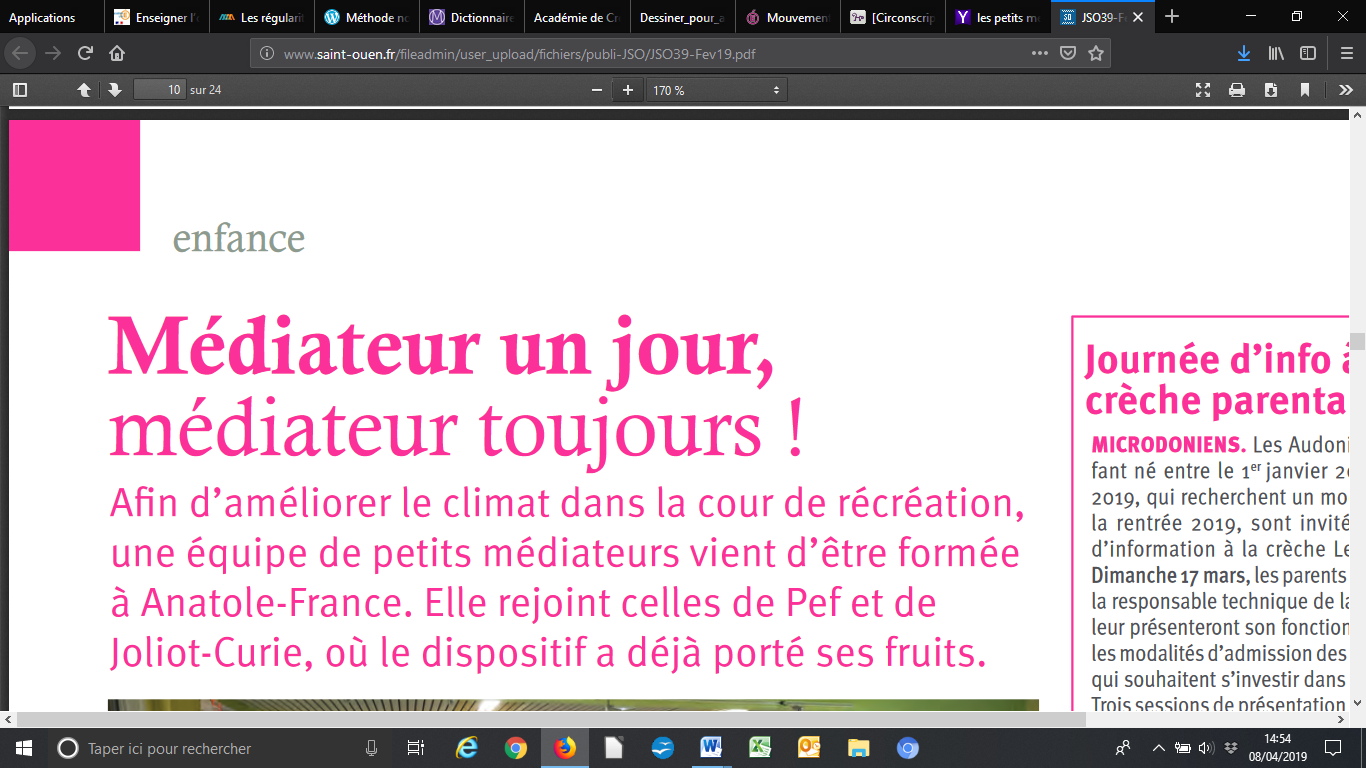 Applications
Enseigner l'
Les régularit
Méthode no
Dictionnaire
Académie de Cr
Dessiner_pour_a
Mouvemen
[Circonscrip
les petits m
JSO39-Fe
www.saint-ouen.fr/fileadmin/user_upload/fichiers/publi-JSO/JSO39-Fev19.pdf
10 sur 24
170 %
enfance
Médiateur un jour,
médiateur toujours !
Afin d'améliorer le climat dans la cour de récréation,
une équipe de petits médiateurs vient d'être formée
à Anatole-France. Elle rejoint celles de Pef et de
Joliot-Curie, où le dispositif a déjà porté ses fruits.
Journée d'info à
crèche parenta
MICRODONIENS. Les Audoni
fant né entre le 1er janvier 20
2019, qui recherchent un mo
la rentrée 2019, sont invité
d'information à la crèche Le
Dimanche 17 mars, les parents
la responsable technique de la
leur présenteront son fonction
les modalités d'admission des
qui souhaitent s'investir dans
Trois sessions de présentation
Taper ici pour rechercher
14:54
08/04/2019